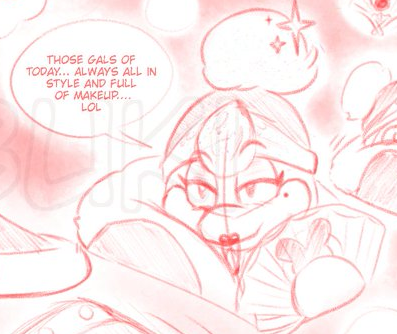 THOSE GALS OF
TODAY... ALWAYS ALL IN
STYLE AND FULL
OF MAKEUP....
LOL